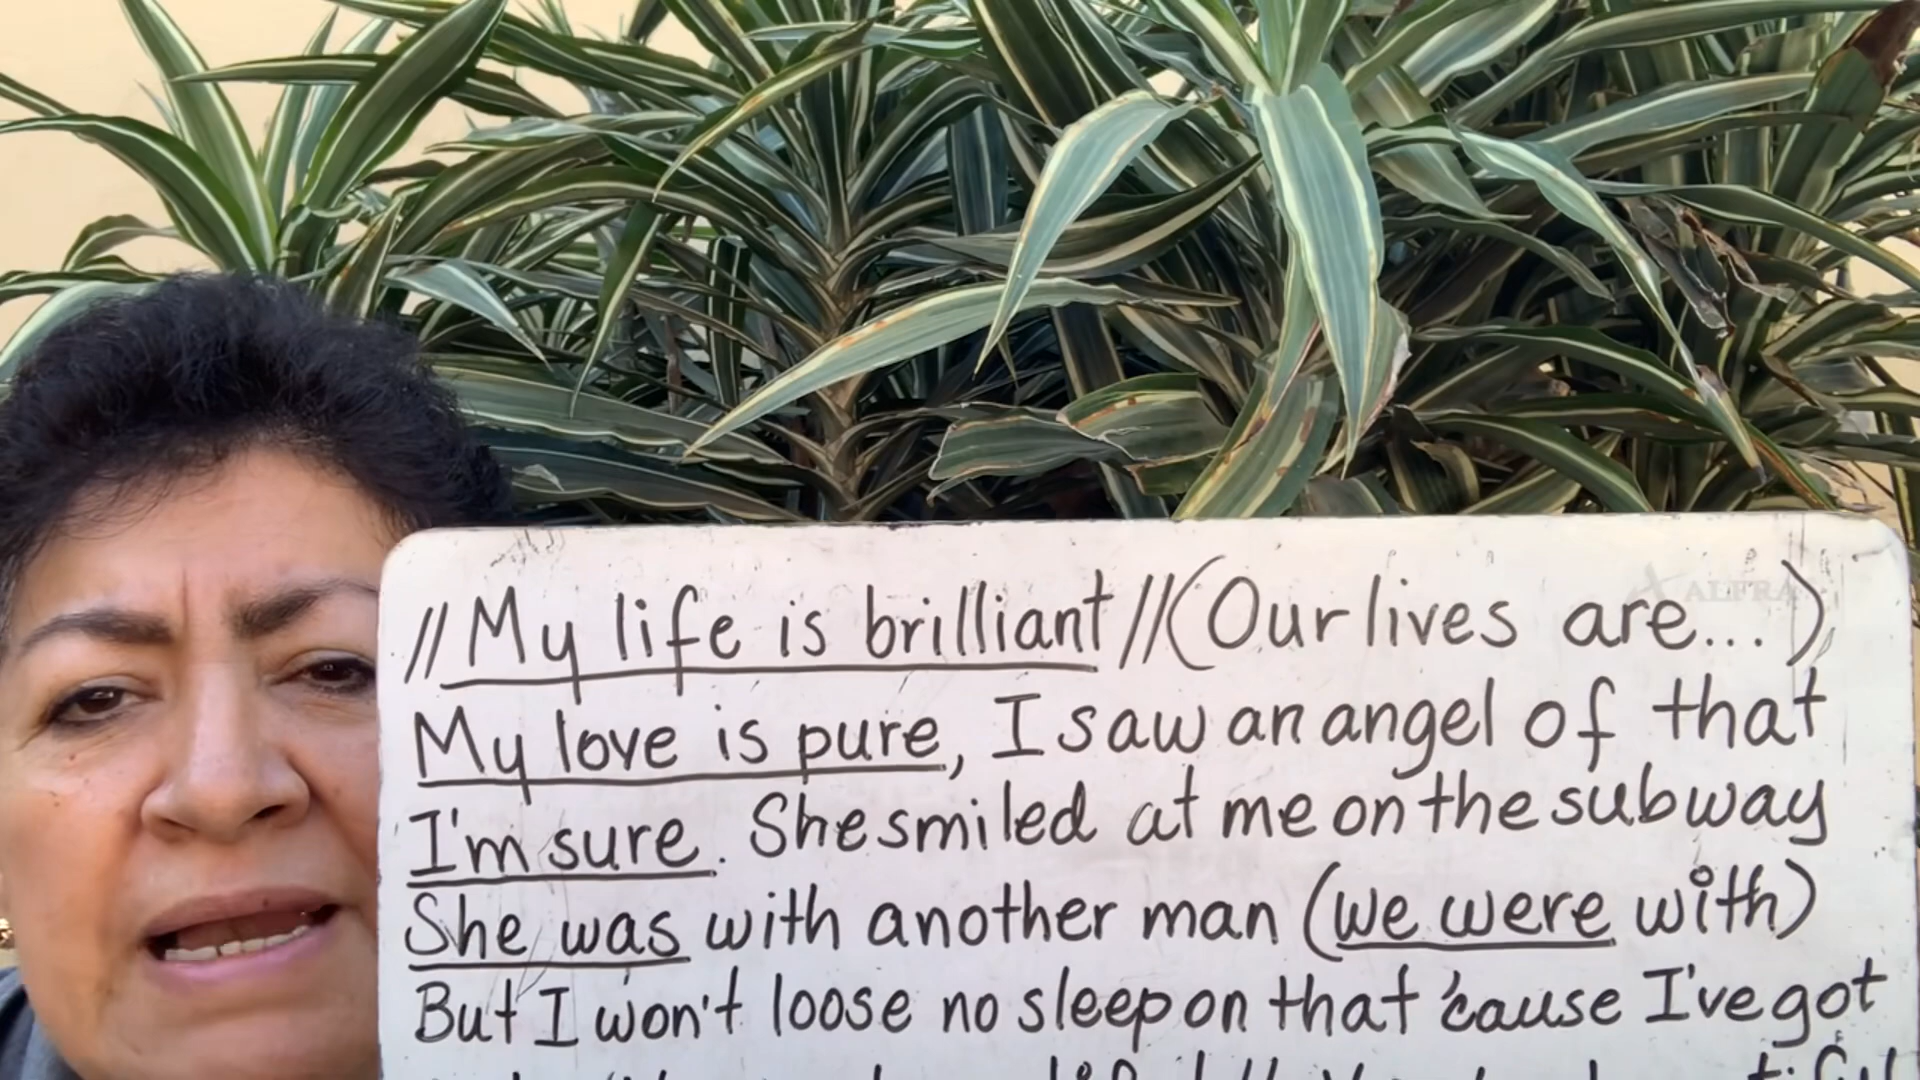 //My life is brilliant//(Our lives are...)
ALFRA
My love is pure, I saw an angel of that
I'm sure. She smiled at me on the subway
She was with another man (we were with)
But I won't loose no sleep on that 'cause I've got